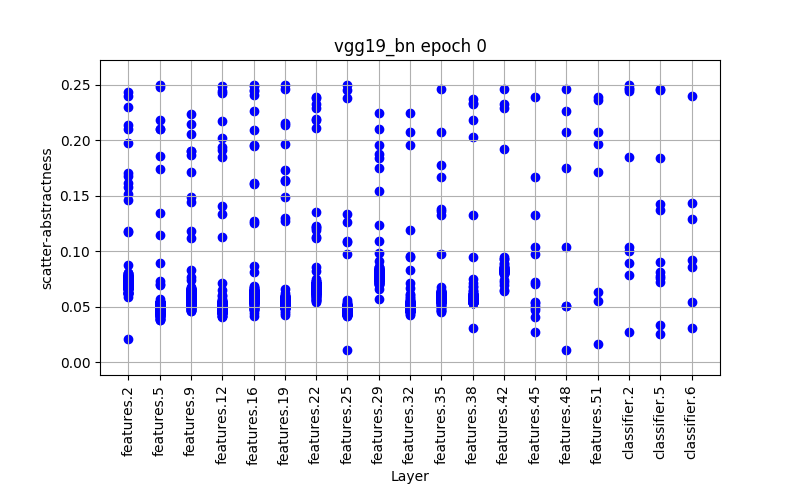 vgg19_bn epoch 0
scatter-abstractness
0.25
0.20
0.15
0.10
0.05
0.00
features.2
features.5
features.9
features.12
features.16
features.19
features.22
features.25
features.29
features.32
features.35
features.38
features.42
features.45
features.48
features.51
classifier.2
classifier.5
classifier.6
Layer